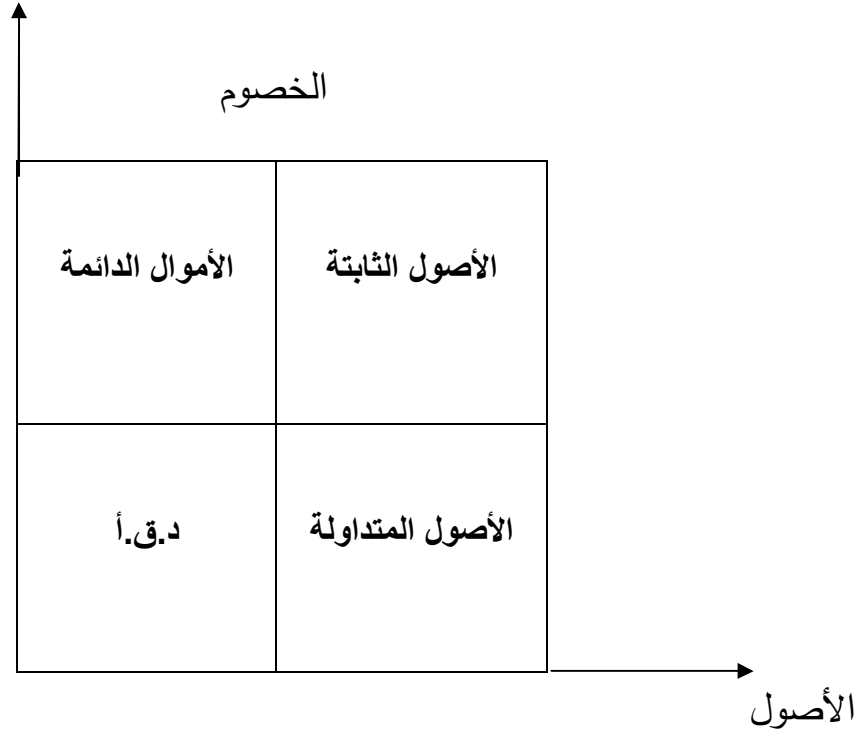 الخصوم
الأصول الثابتة
الأموال الدائمة
الأصول المتداولة
د.ق.أ
الأصول